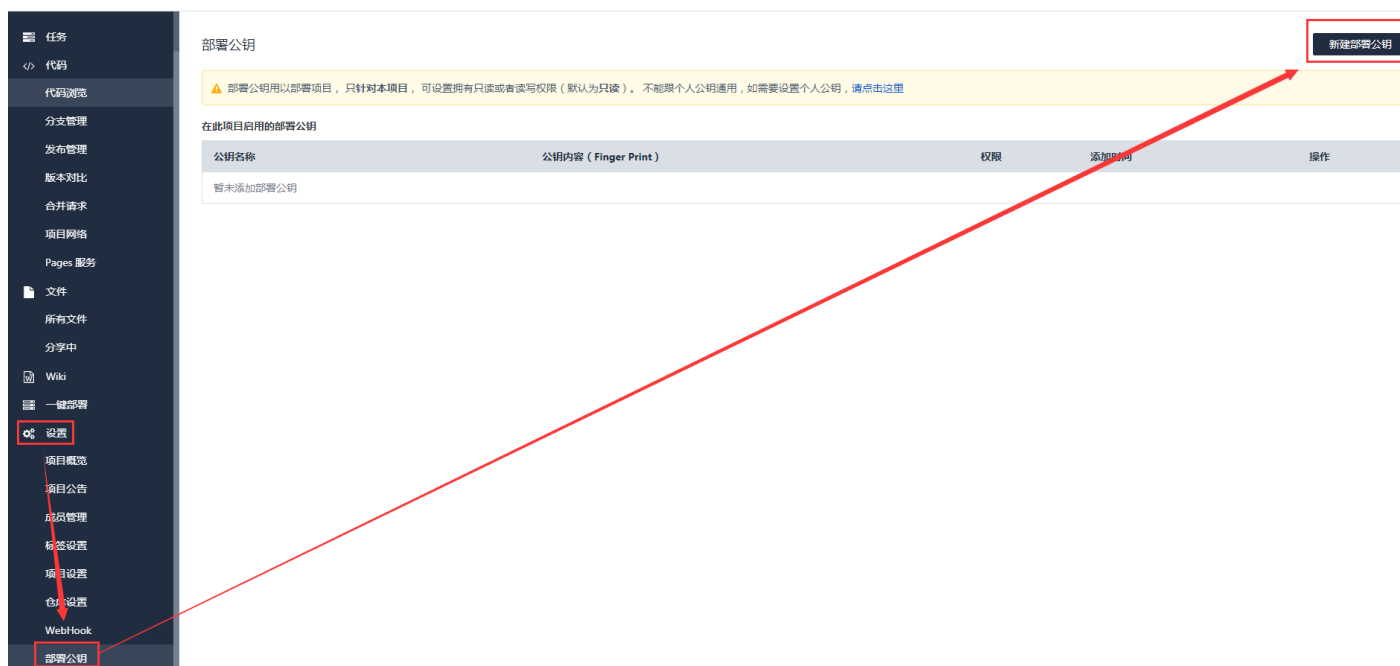 任务
代码
代码浏览
分支管理
发布管理
版本对比
合并请求
项目网络
Pages 服务
文件
所有文件
分享中
Wiki
一键部署
设置
项目概览
项目公告
成员管理
标签设置
项目设置
仓库设置
WebHook
部署公钥
部署公钥
新建部署公钥
部署公钥用以部署项目，只针对本项目，可设置拥有只读或者读写权限（默认为只读）。不能跟个人公钥通用，如需要设置个人公钥，请点击这里
在此项目启用的部署公钥
公钥名称 公钥内容（Finger Print） 权限 添加时间 操作
暂未添加部署公钥